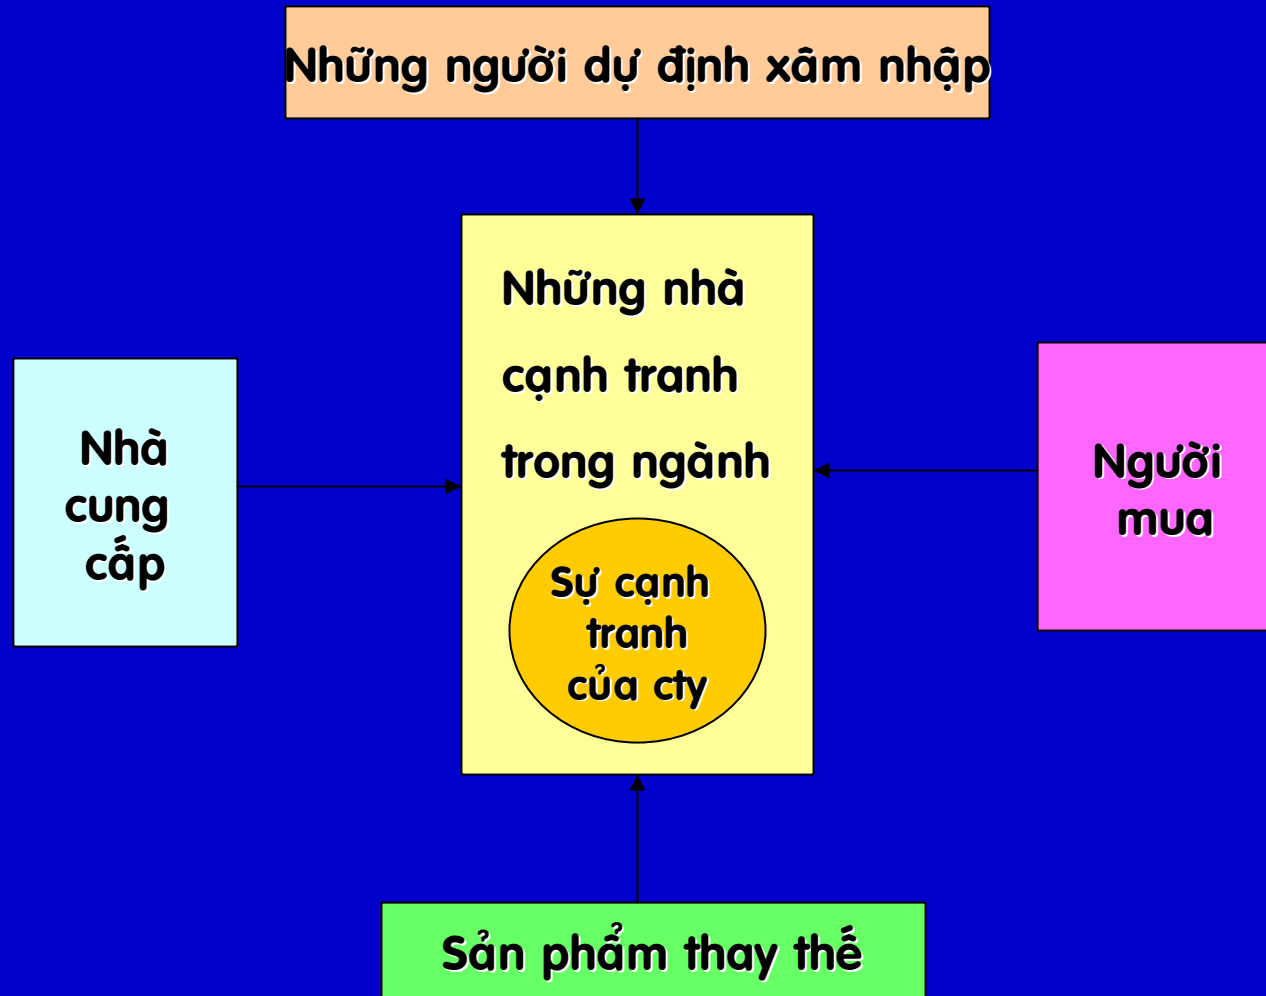 Những người dự định xâm nhập
Những nhà
cạnh tranh
trong ngành
Nhà
cung
cấp
Người
mua
Sự cạnh
tranh
của cty
Sản phẩm thay thế